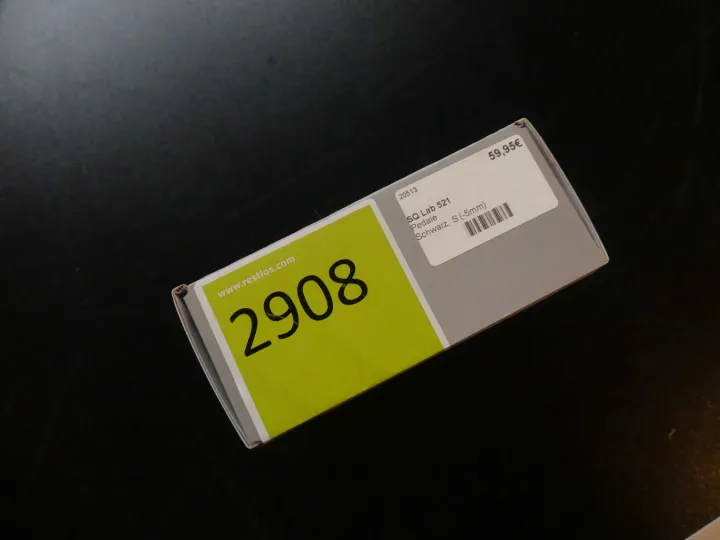 www.restlos.com
2908
59,95€
20513
SQ Lab 521
Pedale
Schwarz, S (-5mm)